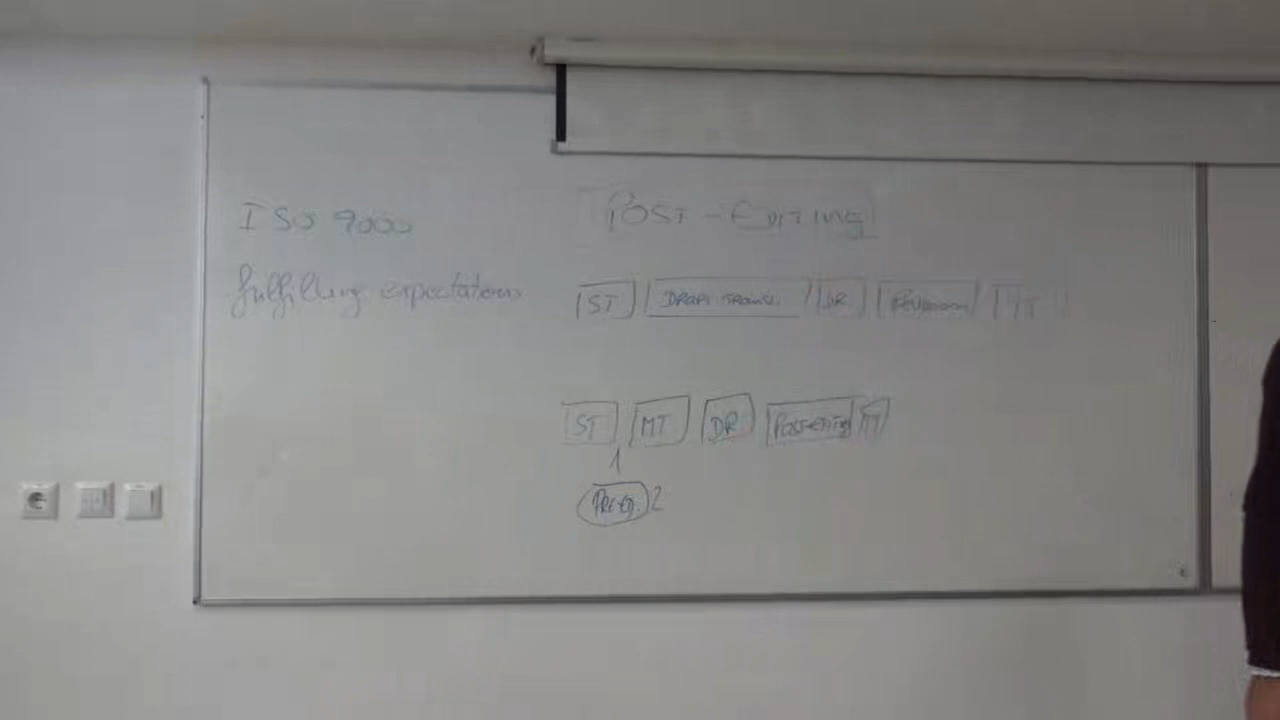 ISO 9000
fulfilling expectations
POST-EDITING
ST DRAFT TRANSL. DR REVISION TT
ST MT DR POST-EDITING TT
1
PRE-ED. 2